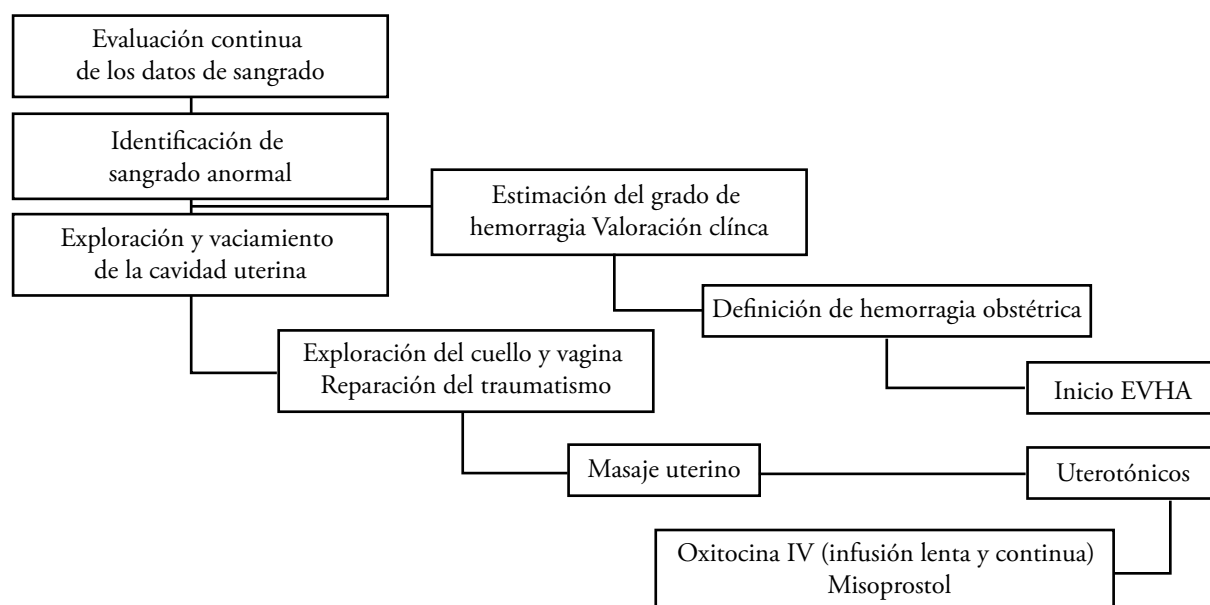 Evaluación continua
de los datos de sangrado
Identificación de
sangrado anormal
Estimación del grado de
hemorragia Valoración clínca
Exploración y vaciamiento
de la cavidad uterina
Definición de hemorragia obstétrica
Exploración del cuello y vagina
Reparación del traumatismo
Inicio EVHA
Masaje uterino
Uterotónicos
Oxitocina IV (infusión lenta y continua)
Misoprostol